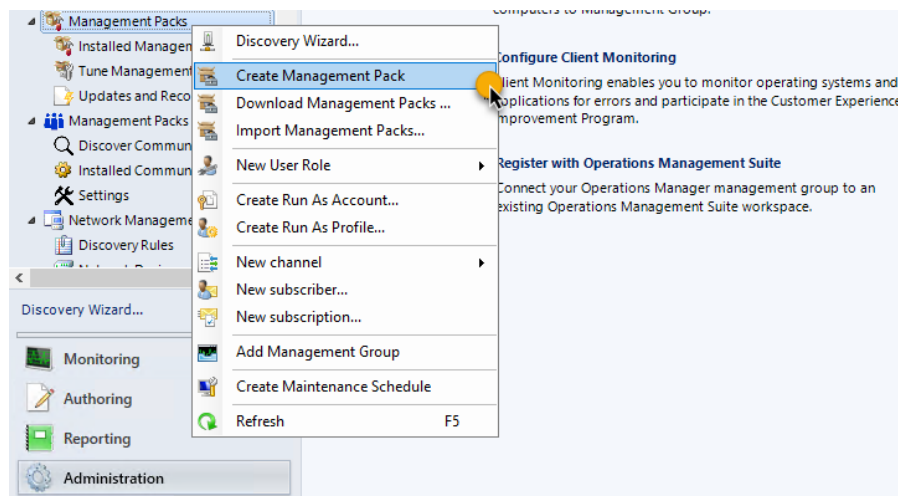 Management Packs
Installed Managen
Tune Management
Updates and Reco
Management Packs
Discover Commun
Installed Commun
Settings
Network Manageme
Discovery Rules
Discovery Wizard...
Monitoring
Authoring
Reporting
Administration
Discovery Wizard...
Create Management Pack
Download Management Packs ...
Import Management Packs...
New User Role
Create Run As Account...
Create Run As Profile...
New channel
New subscriber...
New subscription...
Add Management Group
Create Maintenance Schedule
Refresh F5
computers to Management Group.
Configure Client Monitoring
Client Monitoring enables you to monitor operating systems and
applications for errors and participate in the Customer Experience
Improvement Program.
Register with Operations Management Suite
Connect your Operations Manager management group to an
existing Operations Management Suite workspace.